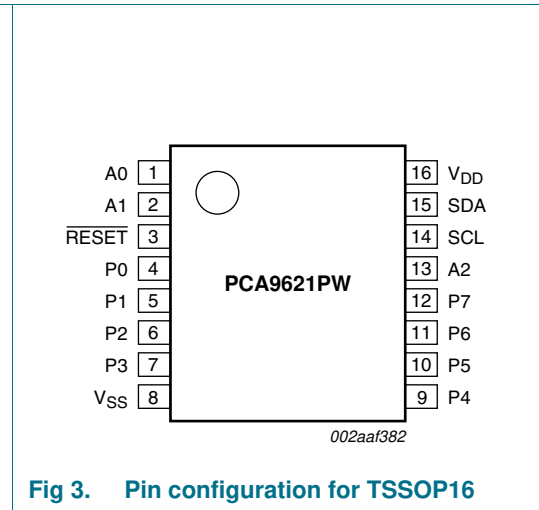 A0 1 16 VDD
A1 2 15 SDA
RESET 3 14 SCL
P0 4 13 A2
PCA9621PW
P1 5 12 P7
P2 6 11 P6
P3 7 10 P5
VSS 8 9 P4
002aaf382
Fig 3. Pin configuration for TSSOP16